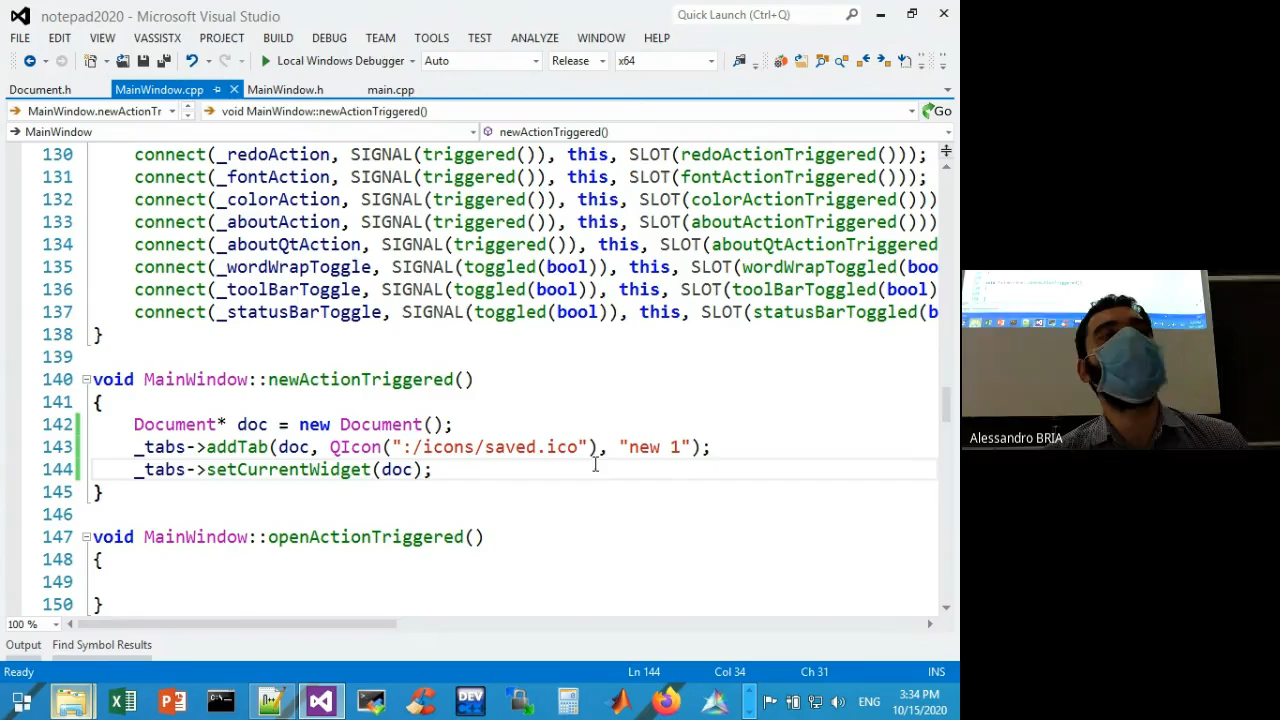 notepad2020 - Microsoft Visual Studio
Quick Launch (Ctrl+Q)
FILE EDIT VIEW VASSISTX PROJECT BUILD DEBUG TEAM TOOLS TEST ANALYZE WINDOW HELP
Local Windows Debugger Auto Release x64
Document.h MainWindow.cpp MainWindow.h main.cpp
MainWindow.newActionTr void MainWindow::newActionTriggered() Go
MainWindow newActionTriggered()
130 connect(_redoAction, SIGNAL(triggered()), this, SLOT(redoActionTriggered()));
131 connect(_fontAction, SIGNAL(triggered()), this, SLOT(fontActionTriggered()));
132 connect(_colorAction, SIGNAL(triggered()), this, SLOT(colorActionTriggered()))
133 connect(_aboutAction, SIGNAL(triggered()), this, SLOT(aboutActionTriggered()))
134 connect(_aboutQtAction, SIGNAL(triggered()), this, SLOT(aboutQtActionTriggered
135 connect(_wordWrapToggle, SIGNAL(toggled(bool)), this, SLOT(wordWrapToggled(boo
136 connect(_toolBarToggle, SIGNAL(toggled(bool)), this, SLOT(toolBarToggled(bool)
137 connect(_statusBarToggle, SIGNAL(toggled(bool)), this, SLOT(statusBarToggled(b
138 }
139
140 void MainWindow::newActionTriggered()
141 {
142 Document* doc = new Document();
143 _tabs->addTab(doc, QIcon(":/icons/saved.ico"), "new 1");
144 _tabs->setCurrentWidget(doc);
145 }
146
147 void MainWindow::openActionTriggered()
148 {
149
150 }
Alessandro BRIA
100 %
Output Find Symbol Results
Ready Ln 144 Col 34 Ch 31 INS
DEV
ENG
3:34 PM
10/15/2020